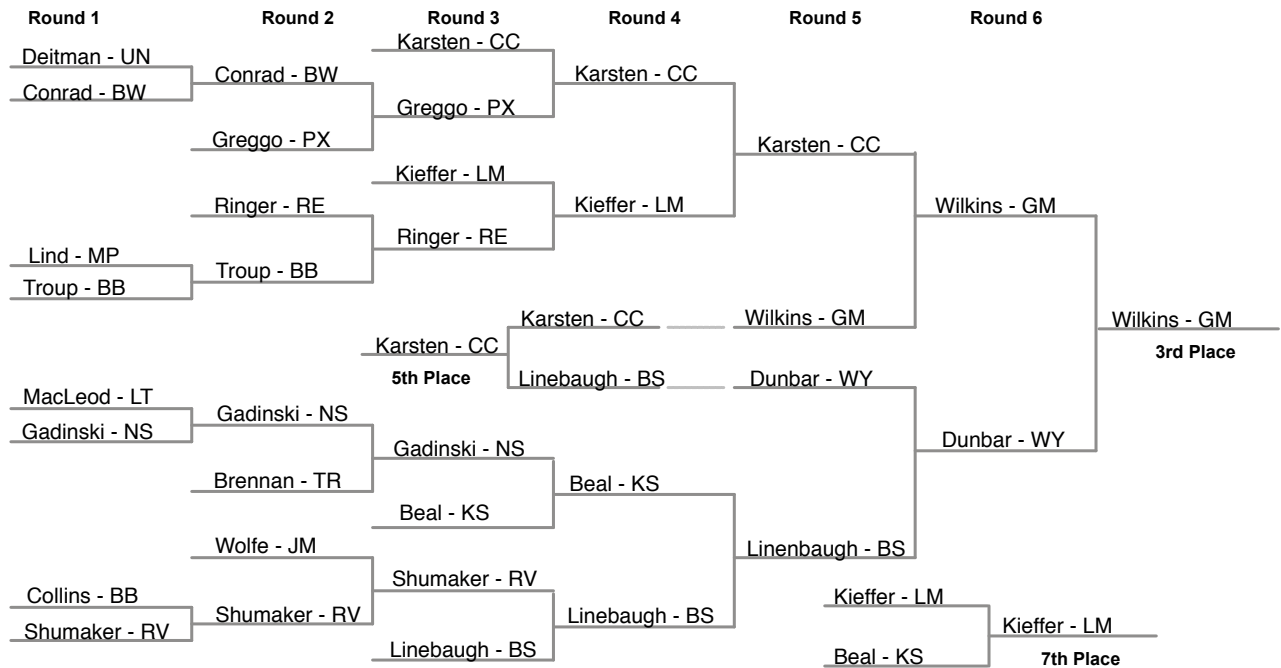 Round 1 Round 2 Round 3 Round 4 Round 5 Round 6
Karsten - CC
Deitman - UN
Conrad - BW
Karsten - CC
Conrad - BW
Greggo - PX
Greggo - PX
Karsten - CC
Kieffer - LM
Ringer - RE
Kieffer - LM
Wilkins - GM
Ringer - RE
Lind - MP
Troup - BB
Troup - BB
Karsten - CC
Wilkins - GM
Wilkins - GM
Karsten - CC
3rd Place
5th Place
Linebaugh - BS
Dunbar - WY
MacLeod - LT
Gadinski - NS
Gadinski - NS
Dunbar - WY
Gadinski - NS
Brennan - TR
Beal - KS
Beal - KS
Wolfe - JM
Linenbaugh - BS
Shumaker - RV
Collins - BB
Kieffer - LM
Shumaker - RV
Linebaugh - BS
Shumaker - RV
Kieffer - LM
Linebaugh - BS
Beal - KS
7th Place